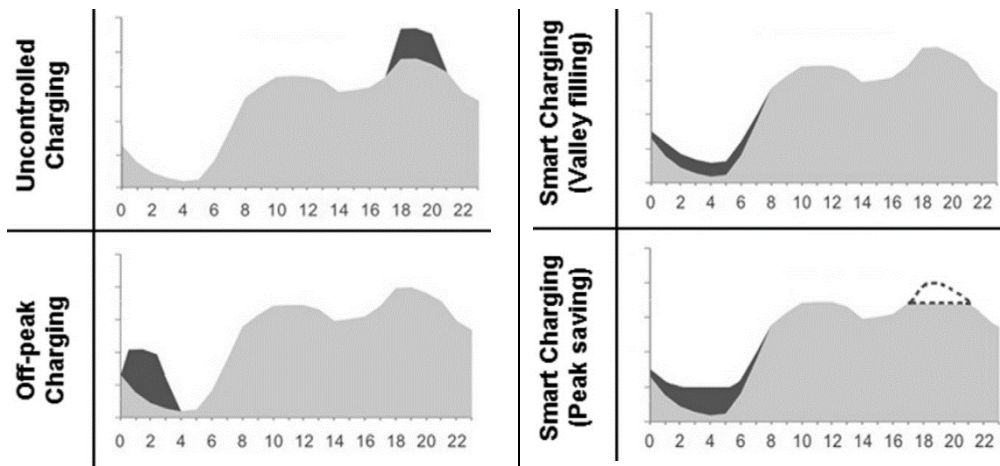 Uncontrolled
Charging
0 2 4 6 8 10 12 14 16 18 20 22
Smart Charging
(Valley filling)
0 2 4 6 8 10 12 14 16 18 20 22
Off-peak
Charging
0 2 4 6 8 10 12 14 16 18 20 22
Smart Charging
(Peak saving)
0 2 4 6 8 10 12 14 16 18 20 22